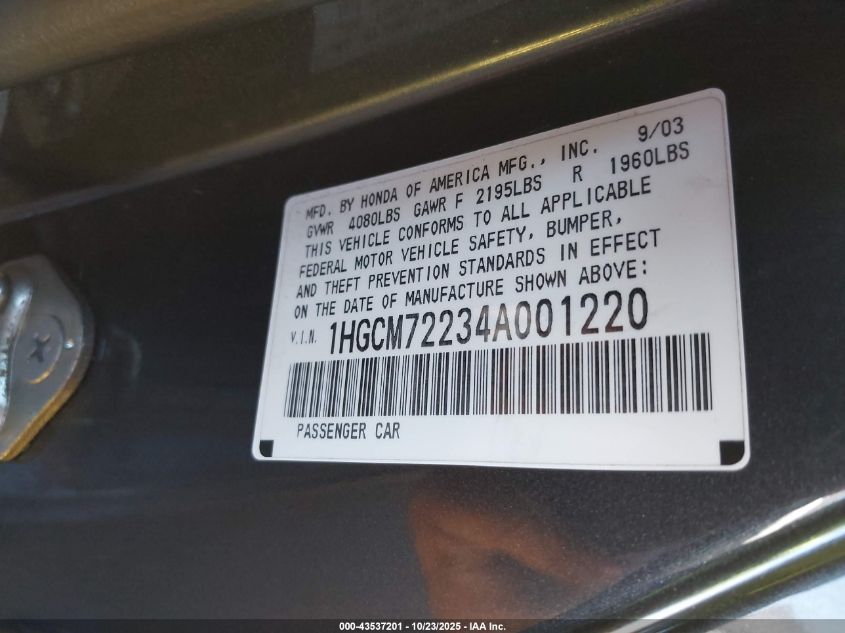 9/03
MFD. BY HONDA OF AMERICA MFG., INC.
GVWR 4080LBS GAWR F 2195LBS R 1960LBS
THIS VEHICLE CONFORMS TO ALL APPLICABLE
FEDERAL MOTOR VEHICLE SAFETY, BUMPER,
AND THEFT PREVENTION STANDARDS IN EFFECT
ON THE DATE OF MANUFACTURE SHOWN ABOVE:
V.I.N. 1HGCM72234A001220
PASSENGER CAR
000-43537201 - 10/23/2025 - IAA Inc.